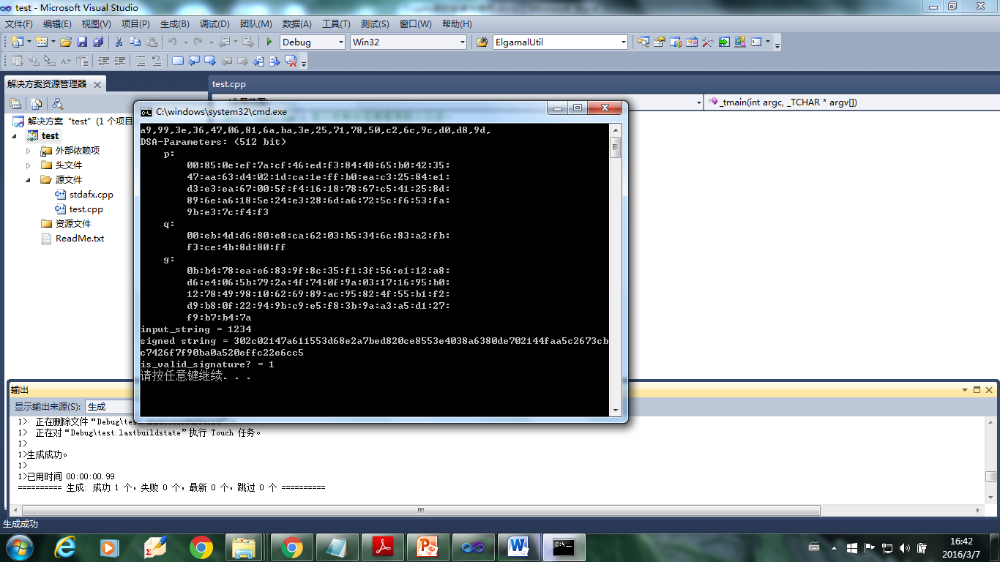 test - Microsoft Visual Studio
文件(F) 编辑(E) 视图(V) 项目(P) 生成(B) 调试(D) 团队(M) 数据(A) 工具(T) 测试(S) 窗口(W) 帮助(H)
Debug Win32 ElgamalUtil
解决方案资源管理器
test.cpp
_tmain(int argc, _TCHAR * argv[])
解决方案 “test” (1 个项目
test
外部依赖项
头文件
源文件
stdafx.cpp
test.cpp
资源文件
ReadMe.txt
C:\windows\system32\cmd.exe
a9,99,3e,36,47,06,81,6a,ba,3e,25,71,78,50,c2,6c,9c,d0,d8,9d,
DSA-Parameters: (512 bit)
p:
00:85:0e:ef:7a:cf:46:ed:f3:84:48:65:b0:42:35:
47:aa:63:d4:02:1d:ca:1e:ff:b0:ea:c3:25:84:e1:
d3:e3:ea:67:00:5f:f4:16:18:78:67:c5:41:25:8d:
89:6e:a6:18:5e:24:e3:28:6d:a6:72:5c:f6:53:fa:
9b:e3:7c:f4:f3
q:
00:eb:4d:d6:80:e8:ca:62:03:b5:34:6c:83:a2:fb:
f3:ce:4b:8d:80:ff
g:
0b:b4:78:ea:e6:83:9f:8c:35:f1:3f:56:e1:12:a8:
d6:e4:06:5b:79:2a:4f:74:0f:9a:03:17:16:95:b0:
12:78:49:98:10:62:69:89:ac:95:82:4f:55:b1:f2:
d9:b8:0f:22:94:9b:c9:e5:f8:3b:9a:a3:a5:d1:27:
f9:b7:b4:7a
input_string = 1234
signed string = 302c02147a611553d68e2a7bed820ce8553e4038a6380de702144faa5c2673cb
c7426f7f90ba0a520effc22e6cc5
is_valid_signature? = 1
请按任意键继续. . .
输出
显示输出来源(S): 生成
1> 正在删除文件“Debug\test.
1> 正在对“Debug\test.lastbuildstate”执行 Touch 任务。
1>
1>生成成功。
1>
1>已用时间 00:00:00.99
========== 生成: 成功 1 个，失败 0 个，最新 0 个，跳过 0 个 ==========
生成成功
16:42
2016/3/7